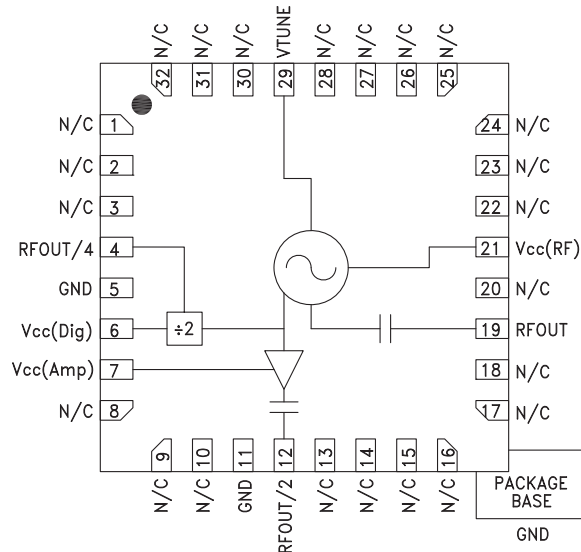 N/C
N/C
N/C
VTUNE
N/C
N/C
N/C
N/C
32
31
30
29
28
27
26
25
N/C 1
N/C 2
N/C 3
RFOUT/4 4
GND 5
Vcc(Dig) 6
Vcc(Amp) 7
N/C 8
÷2
24 N/C
23 N/C
22 N/C
21 Vcc(RF)
20 N/C
19 RFOUT
18 N/C
17 N/C
9
10
11
12
13
14
15
16
N/C
N/C
GND
RFOUT/2
N/C
N/C
N/C
N/C
PACKAGE
BASE
GND